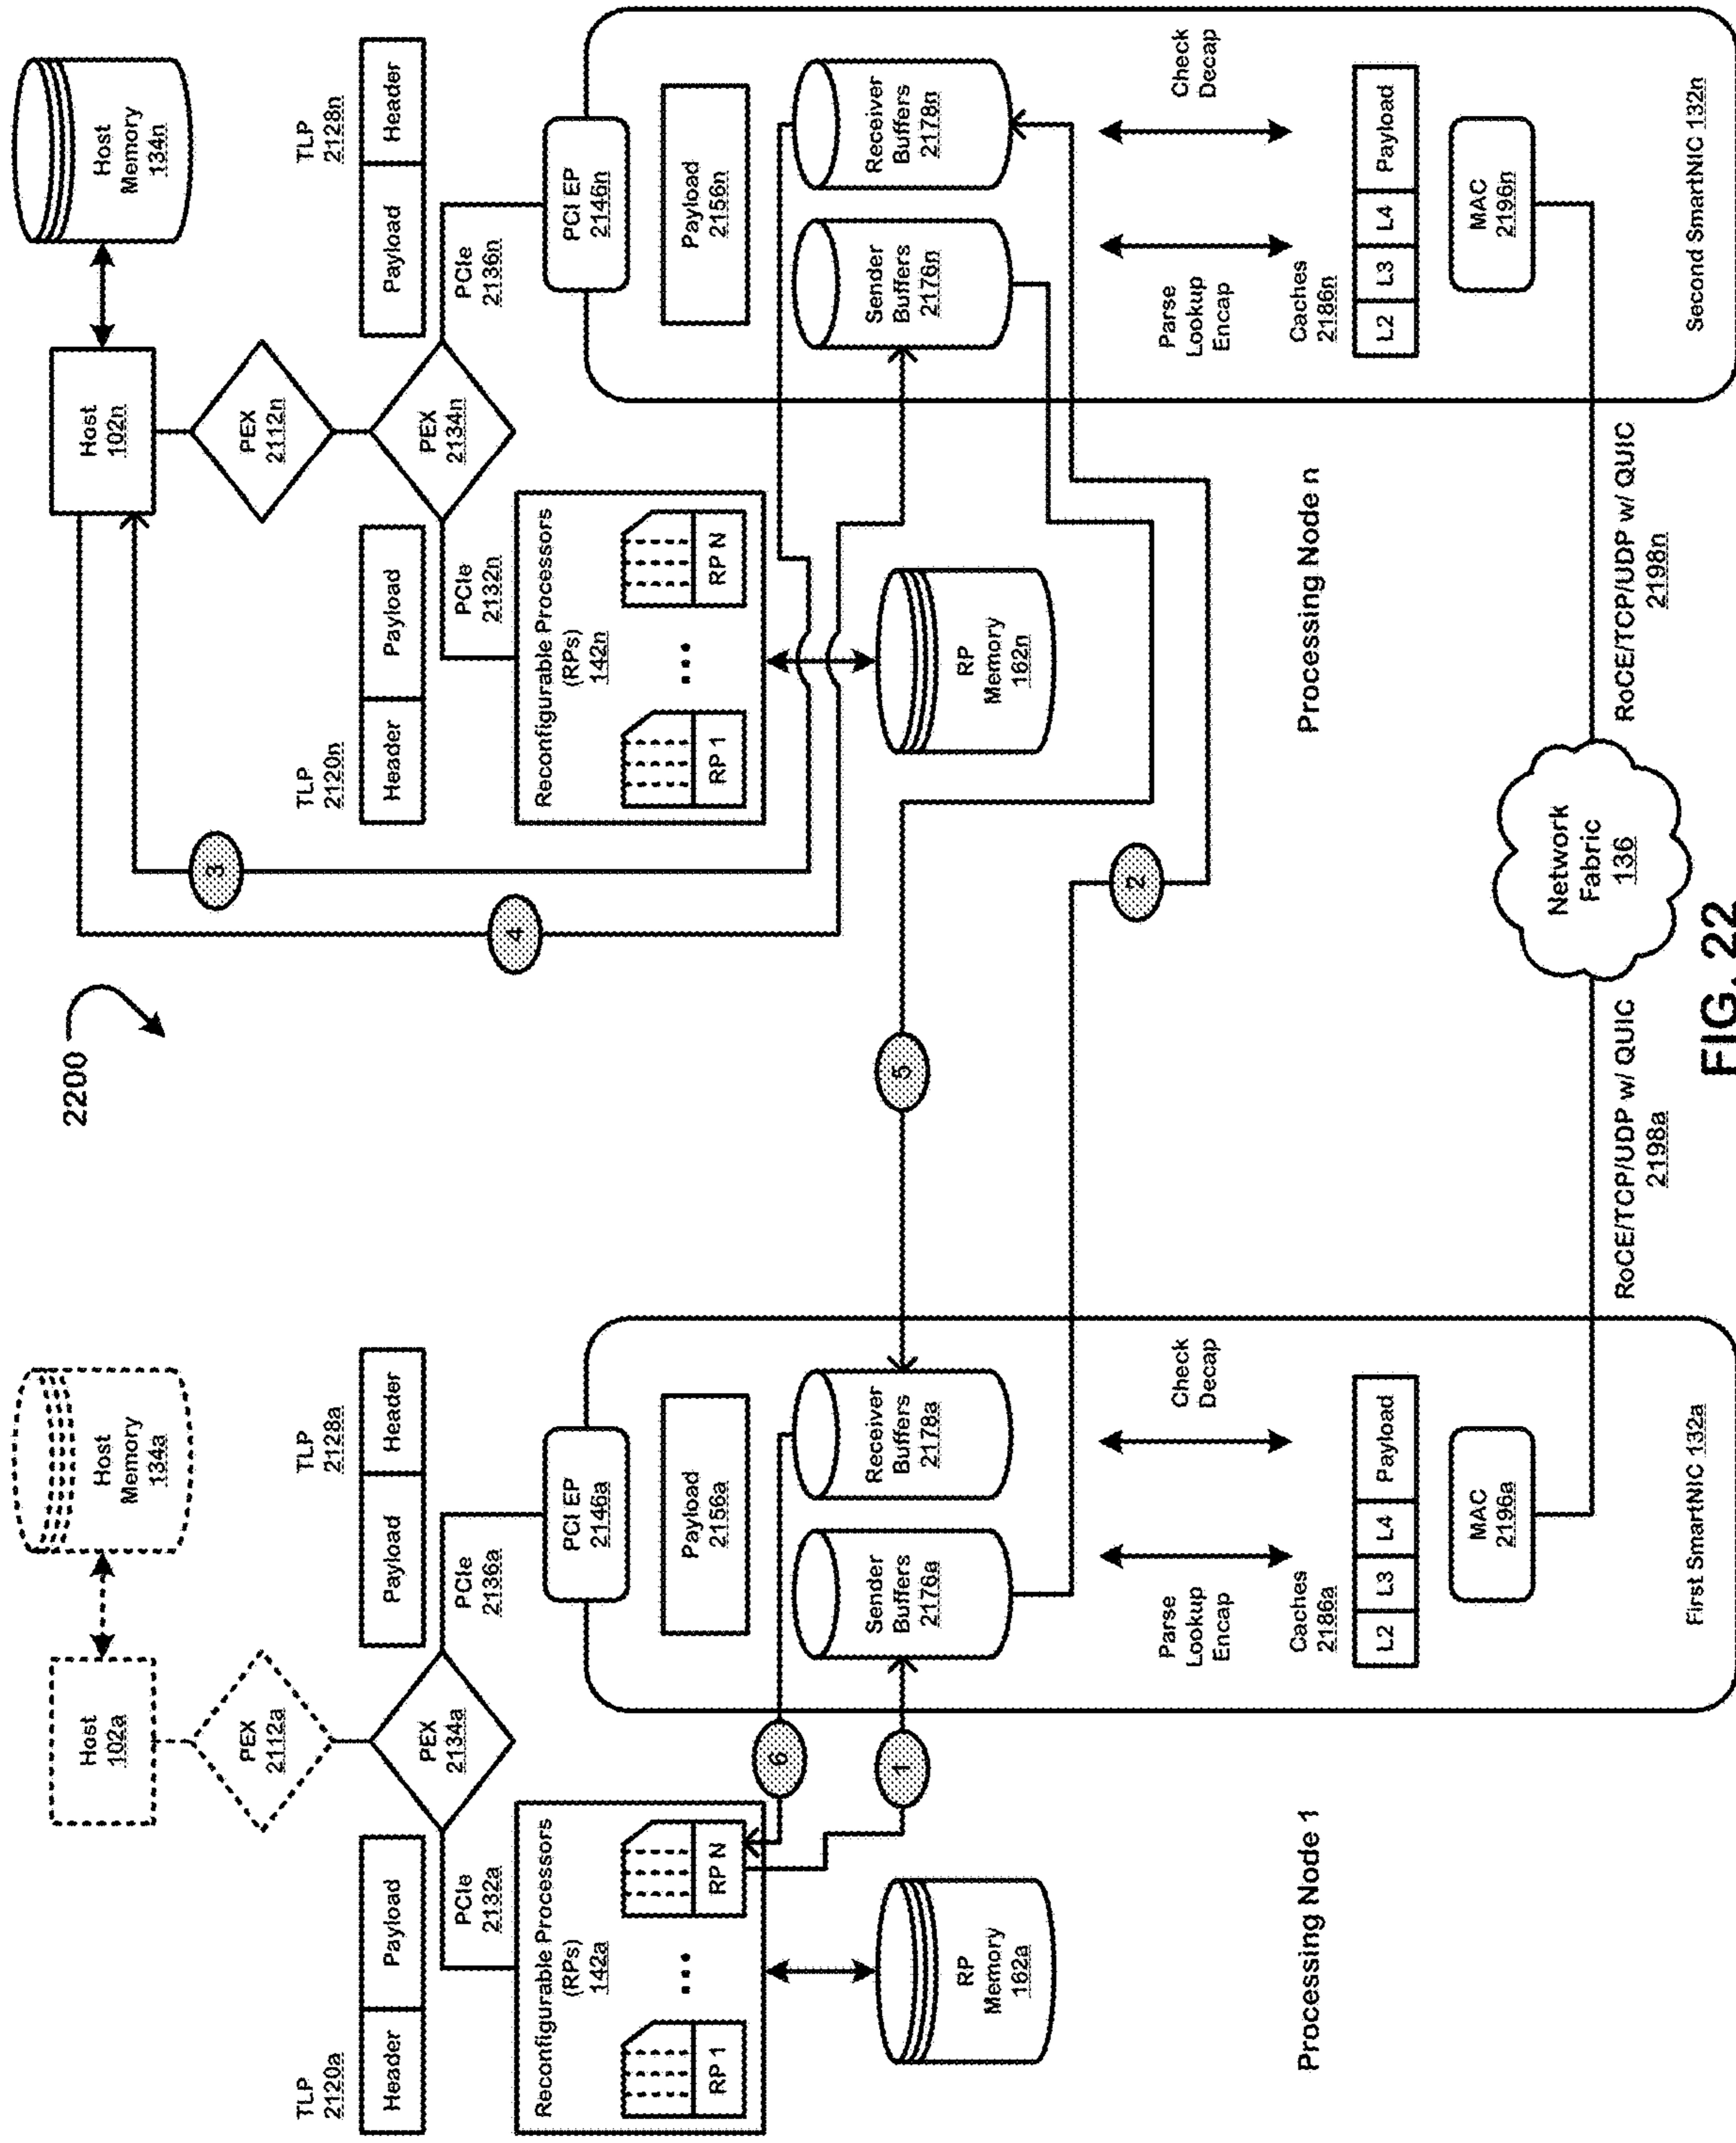 2200
Host
102a
Host
Memory
134a
PEX
2112a
TLP
2120a
Header
Payload
PEX
2134a
TLP
2128a
Payload
Header
PCIe
2132a
PCIe
2136a
Reconfigurable Processors
(RPs)
142a
RP 1
...
RP N
RP
Memory
162a
PCI EP
2146a
Payload
2156a
Sender
Buffers
2176a
Receiver
Buffers
2178a
6
1
Parse
Lookup
Encap
Check
Decap
Caches
2186a
L2
L3
L4
Payload
MAC
2196a
First SmartNIC 132a
Processing Node 1
5
2
3
4
Host
102n
Host
Memory
134n
PEX
2112n
TLP
2120n
Header
Payload
PEX
2134n
TLP
2128n
Payload
Header
PCIe
2132n
PCIe
2136n
Reconfigurable Processors
(RPs)
142n
RP 1
...
RP N
RP
Memory
162n
PCI EP
2146n
Payload
2156n
Sender
Buffers
2176n
Receiver
Buffers
2178n
Parse
Lookup
Encap
Check
Decap
Caches
2186n
L2
L3
L4
Payload
MAC
2196n
Second SmartNIC 132n
Processing Node n
RoCE/TCP/UDP w/ QUIC
2198a
Network
Fabric
136
RoCE/TCP/UDP w/ QUIC
2198n
FIG. 22